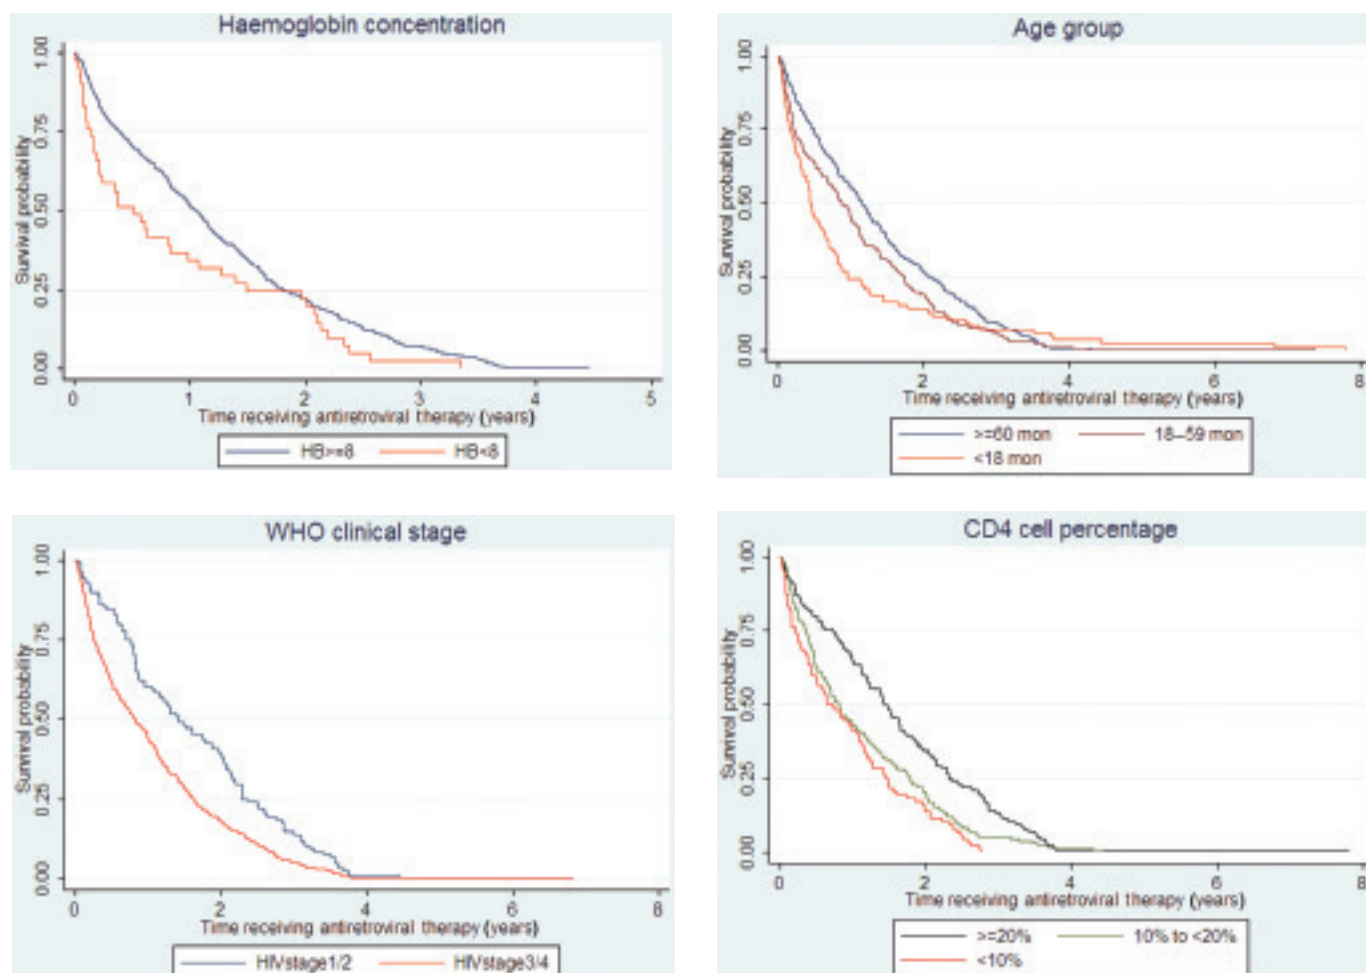 Haemoglobin concentration
Survival probability
1.00
0.75
0.50
0.25
0.00
0 1 2 3 4 5
Time receiving antiretroviral therapy (years)
HB>=8 HB<8
Age group
Survival probability
1.00
0.75
0.50
0.25
0.00
0 2 4 6 8
Time receiving antiretroviral therapy (years)
>=60 mon 18–59 mon
<18 mon
WHO clinical stage
Survival probability
1.00
0.75
0.50
0.25
0.00
0 2 4 6 8
Time receiving antiretroviral therapy (years)
HIVstage1/2 HIVstage3/4
CD4 cell percentage
Survival probability
1.00
0.75
0.50
0.25
0.00
0 2 4 6 8
Time receiving antiretroviral therapy (years)
>=20% 10% to <20%
<10%